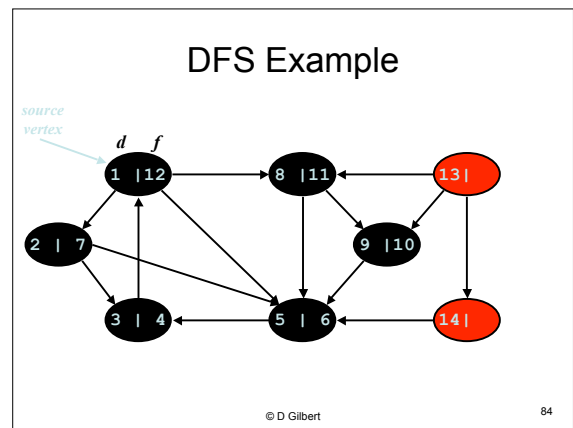 DFS Example
source
vertex
d f
1 |12
8 |11
13|
2 | 7
9 |10
3 | 4
5 | 6
14|
© D Gilbert
84